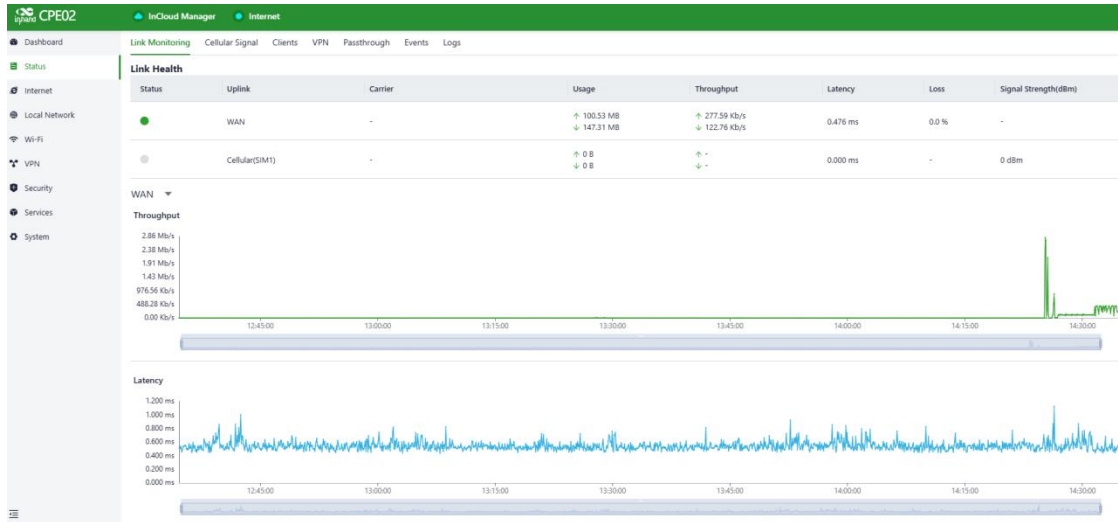 inhand CPE02 InCloud Manager Internet
Dashboard
Status
Internet
Local Network
Wi-Fi
VPN
Security
Services
System
Link Monitoring Cellular Signal Clients VPN Passthrough Events Logs
Link Health
Status Uplink Carrier Usage Throughput Latency Loss Signal Strength(dBm)
WAN - ↑ 100.53 MB ↑ 277.59 Kb/s 0.476 ms 0.0 % -
↓ 147.31 MB ↓ 122.76 Kb/s
Cellular(SIM1) - ↑ 0 B ↑ - 0.000 ms - 0 dBm
↓ 0 B ↓ -
WAN
Throughput
2.86 Mb/s
2.38 Mb/s
1.91 Mb/s
1.43 Mb/s
976.56 Kb/s
488.28 Kb/s
0.00 Kb/s
12:45:00 13:00:00 13:15:00 13:30:00 13:45:00 14:00:00 14:15:00 14:30:00
Latency
1.200 ms
1.000 ms
0.800 ms
0.600 ms
0.400 ms
0.200 ms
0.000 ms
12:45:00 13:00:00 13:15:00 13:30:00 13:45:00 14:00:00 14:15:00 14:30:00